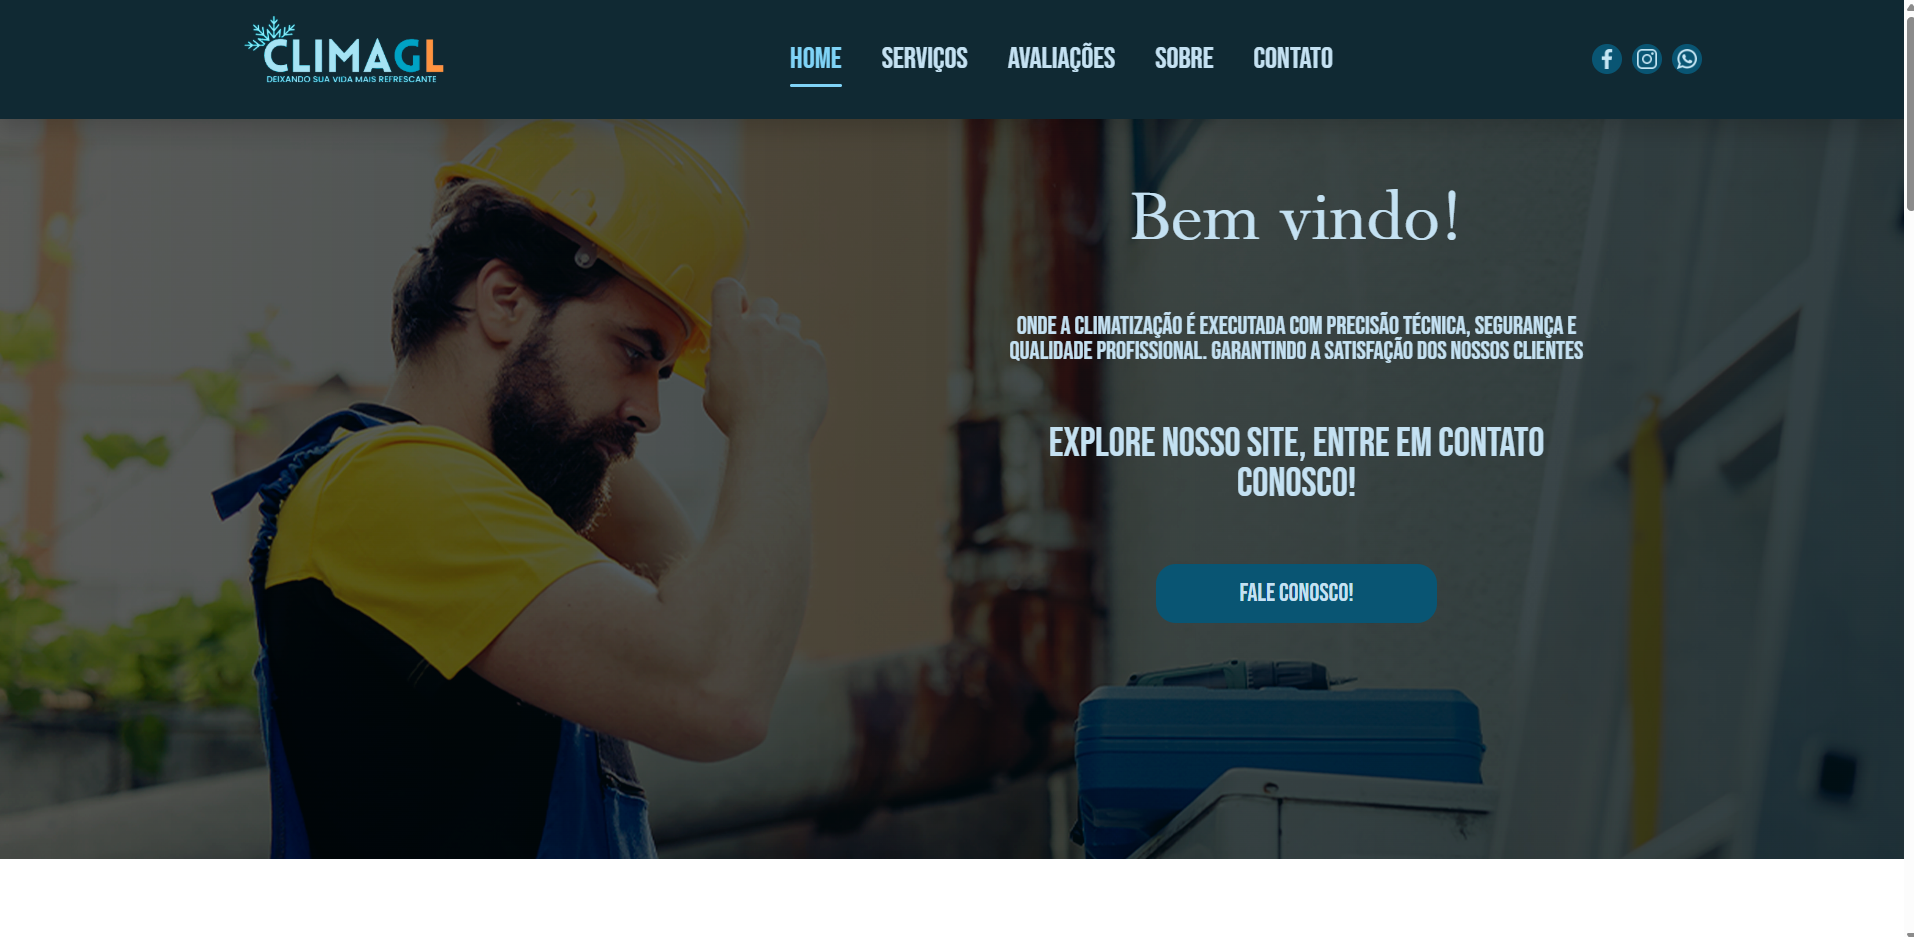 CLIMAGL
DEIXANDO SUA VIDA MAIS REFRESCANTE
HOME
SERVIÇOS
AVALIAÇÕES
SOBRE
CONTATO
Bem vindo!
ONDE A CLIMATIZAÇÃO É EXECUTADA COM PRECISÃO TÉCNICA, SEGURANÇA E
QUALIDADE PROFISSIONAL. GARANTINDO A SATISFAÇÃO DOS NOSSOS CLIENTES
EXPLORE NOSSO SITE, ENTRE EM CONTATO
CONOSCO!
FALE CONOSCO!